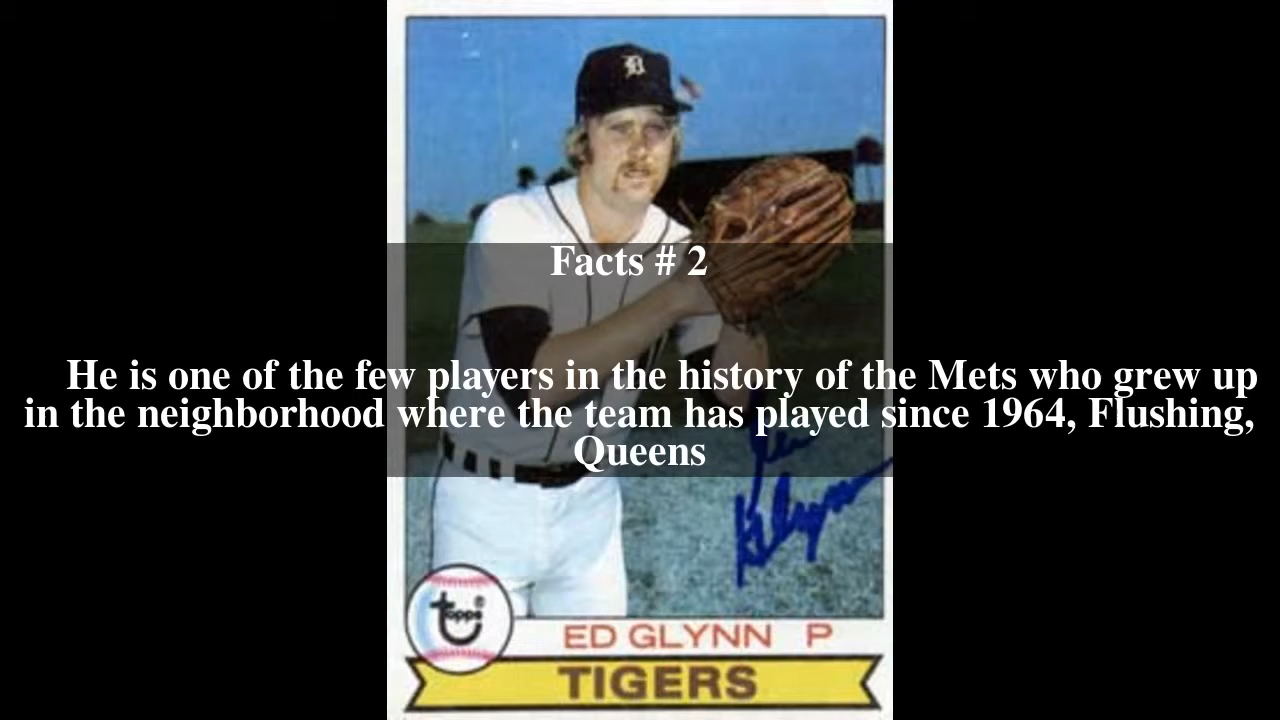 D
Facts # 2
He is one of the few players in the history of the Mets who grew up
in the neighborhood where the team has played since 1964, Flushing,
Queens
Glynn
topps®
ED GLYNN P
TIGERS